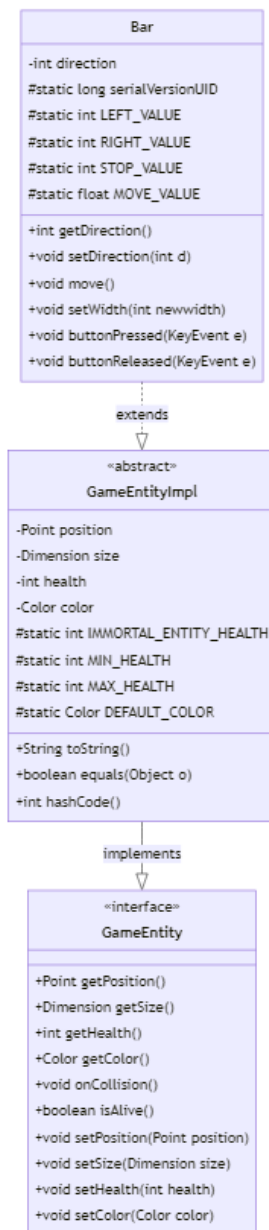 Bar
-int direction
#static long serialVersionUID
#static int LEFT_VALUE
#static int RIGHT_VALUE
#static int STOP_VALUE
#static float MOVE_VALUE
+int getDirection()
+void setDirection(int d)
+void move()
+void setWidth(int newwidth)
+void buttonPressed(KeyEvent e)
+void buttonReleased(KeyEvent e)
extends
«abstract»
GameEntityImpl
-Point position
-Dimension size
-int health
-Color color
#static int IMMORTAL_ENTITY_HEALTH
#static int MIN_HEALTH
#static int MAX_HEALTH
#static Color DEFAULT_COLOR
+String toString()
+boolean equals(Object o)
+int hashCode()
implements
«interface»
GameEntity
+Point getPosition()
+Dimension getSize()
+int getHealth()
+Color getColor()
+void onCollision()
+boolean isAlive()
+void setPosition(Point position)
+void setSize(Dimension size)
+void setHealth(int health)
+void setColor(Color color)